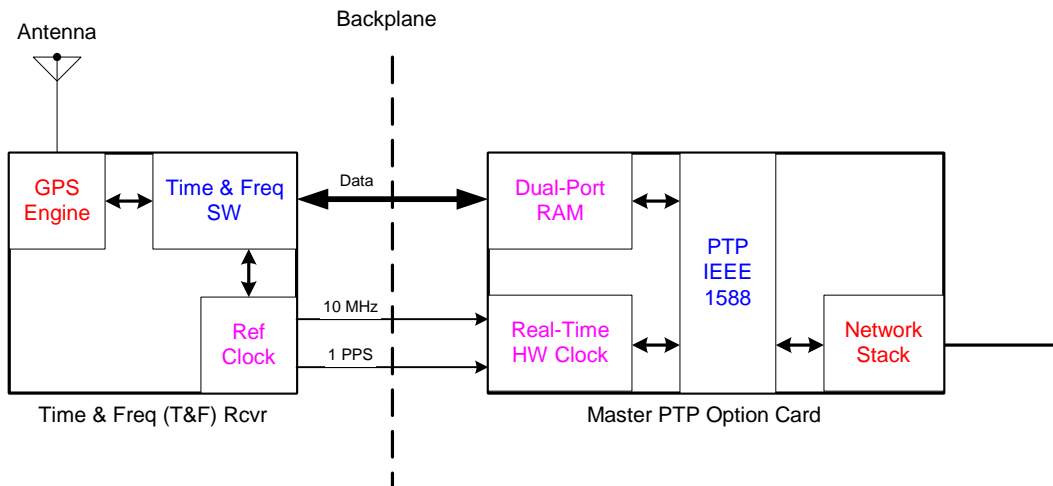 Backplane
Antenna
GPS
Engine
Time & Freq
SW
Data
Dual-Port
RAM
PTP
IEEE
1588
Ref
Clock
10 MHz
1 PPS
Real-Time
HW Clock
Network
Stack
Time & Freq (T&F) Rcvr
Master PTP Option Card